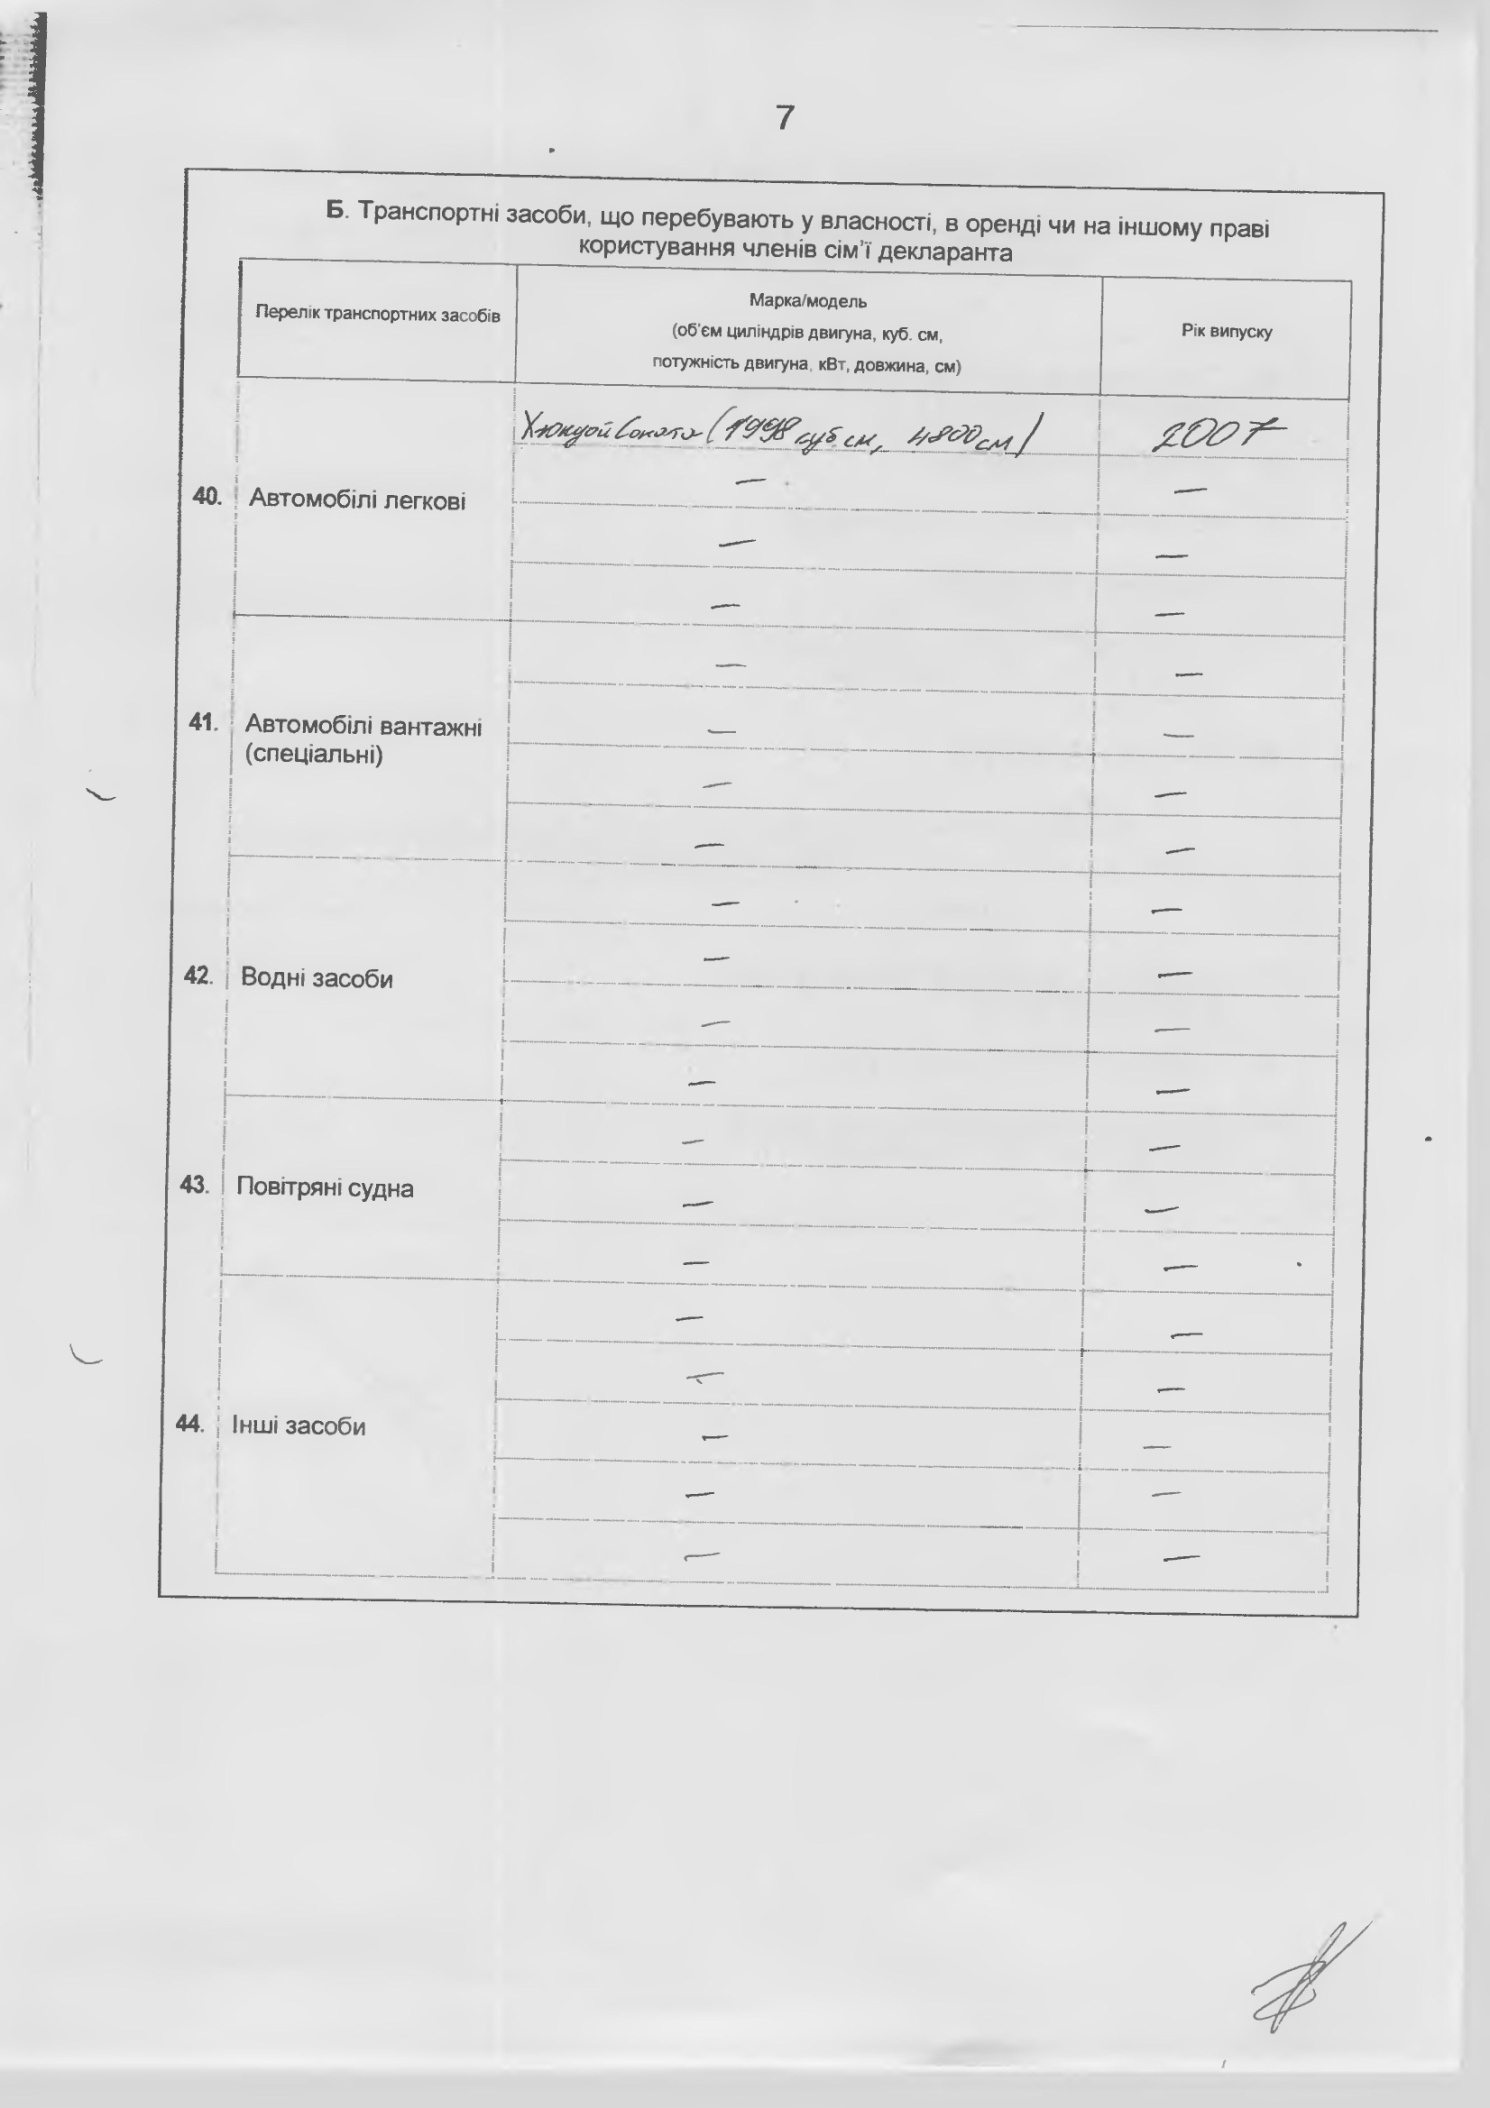 7
Б. Транспортні засоби, що перебувають у власності, в оренді чи на іншому праві
користування членів сім'ї декларанта
Перелік транспортних засобів
Марка/модель
(об'єм циліндрів двигуна, куб. см,
потужність двигуна, кВт, довжина, см)
Рік випуску
40. Автомобілі легкові
Хюндуой Соната (1998 куб см, 4800 см) 2007
— —
— —
— —
41. Автомобілі вантажні
(спеціальні)
— —
— —
— —
— —
42. Водні засоби
— —
— —
— —
— —
43. Повітряні судна
— —
— —
— —
44. Інші засоби
— —
— —
— —
— —
— —